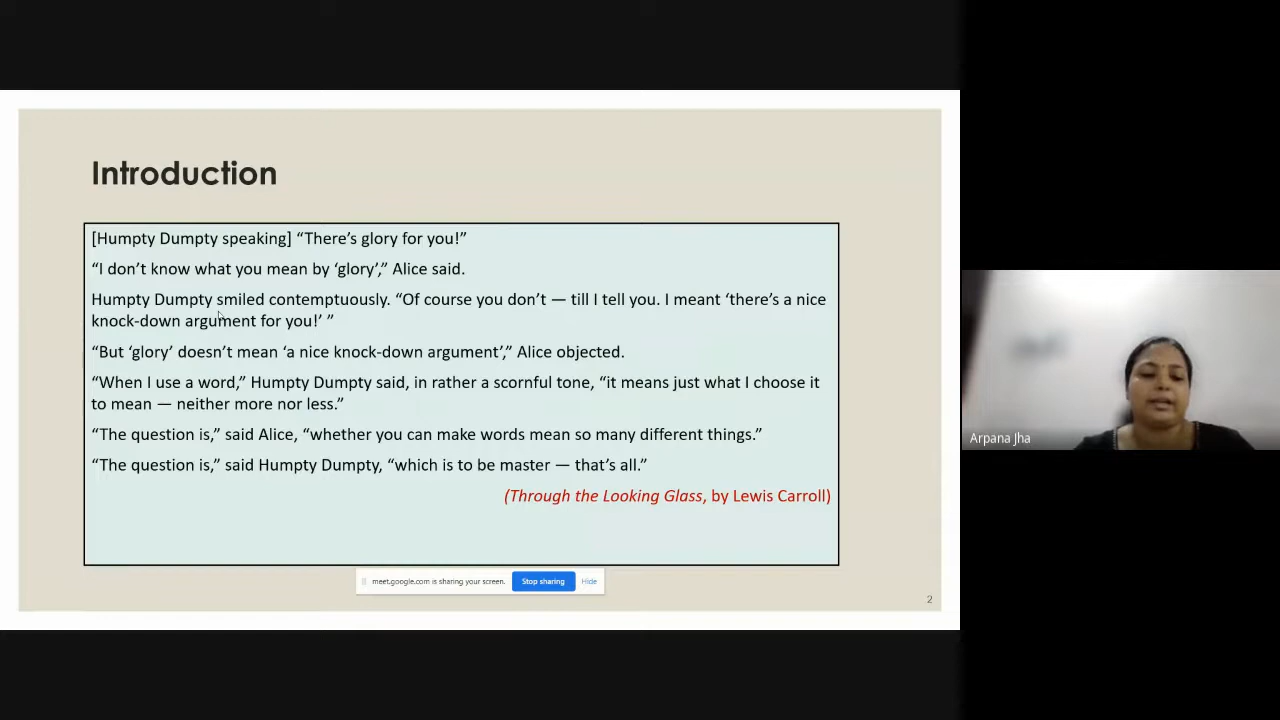 Introduction
[Humpty Dumpty speaking] “There’s glory for you!”
“I don’t know what you mean by ‘glory’,” Alice said.
Humpty Dumpty smiled contemptuously. “Of course you don’t — till I tell you. I meant ‘there’s a nice
knock-down argument for you!’ ”
“But ‘glory’ doesn’t mean ‘a nice knock-down argument’,” Alice objected.
“When I use a word,” Humpty Dumpty said, in rather a scornful tone, “it means just what I choose it
to mean — neither more nor less.”
“The question is,” said Alice, “whether you can make words mean so many different things.”
“The question is,” said Humpty Dumpty, “which is to be master — that’s all.”
(Through the Looking Glass, by Lewis Carroll)
meet.google.com is sharing your screen. Stop sharing Hide
2
Arpana Jha